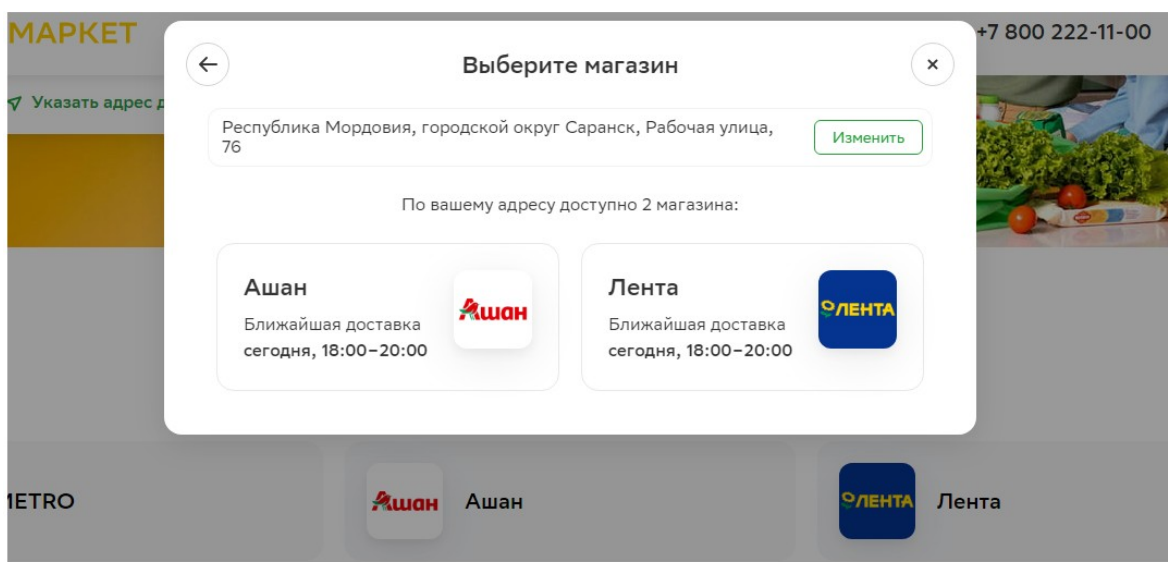 МАРКЕТ
+7 800 222-11-00
Выберите магазин
Указать адрес д
Республика Мордовия, городской округ Саранск, Рабочая улица,
76
Изменить
По вашему адресу доступно 2 магазина:
Ашан
Ближайшая доставка
сегодня, 18:00–20:00
Ашан
Лента
Ближайшая доставка
сегодня, 18:00–20:00
ЛЕНТА
METRO
Ашан
Ашан
ЛЕНТА
Лента